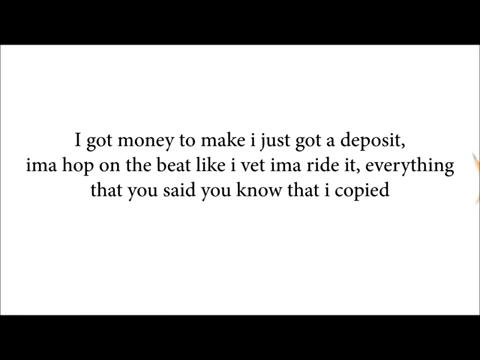 I got money to make i just got a deposit,
ima hop on the beat like i vet ima ride it, everything
that you said you know that i copied